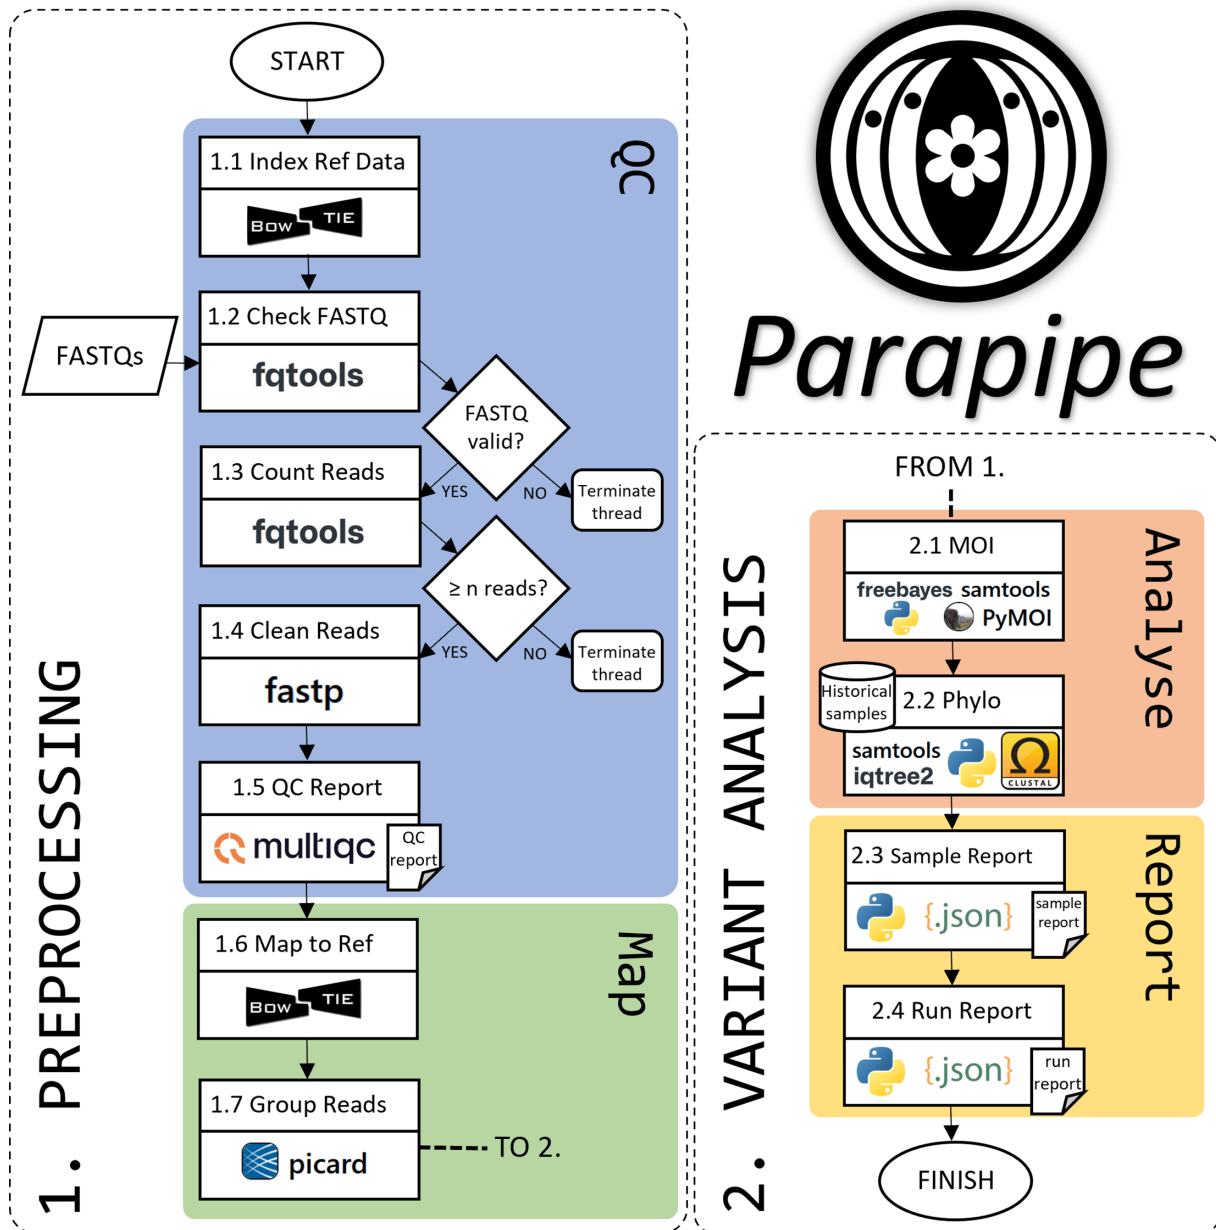 START
QC
1.1 Index Ref Data
BOW TIE
1.2 Check FASTQ
FASTQs
fqtools
FASTQ
valid?
1.3 Count Reads
YES
NO
Terminate
thread
fqtools
≥ n reads?
1.4 Clean Reads
YES
NO
Terminate
thread
fastp
1.5 QC Report
multiqc
QC
report
1.6 Map to Ref
Map
BOW TIE
1.7 Group Reads
picard
TO 2.
1. PREPROCESSING
Parapipe
FROM 1.
Analyse
2.1 MOI
freebayes samtools
PyMOI
Historical
samples
2.2 Phylo
samtools
iqtree2
Ω
CLUSTAL
Report
2.3 Sample Report
{.json}
sample
report
2.4 Run Report
{.json}
run
report
FINISH
2. VARIANT ANALYSIS